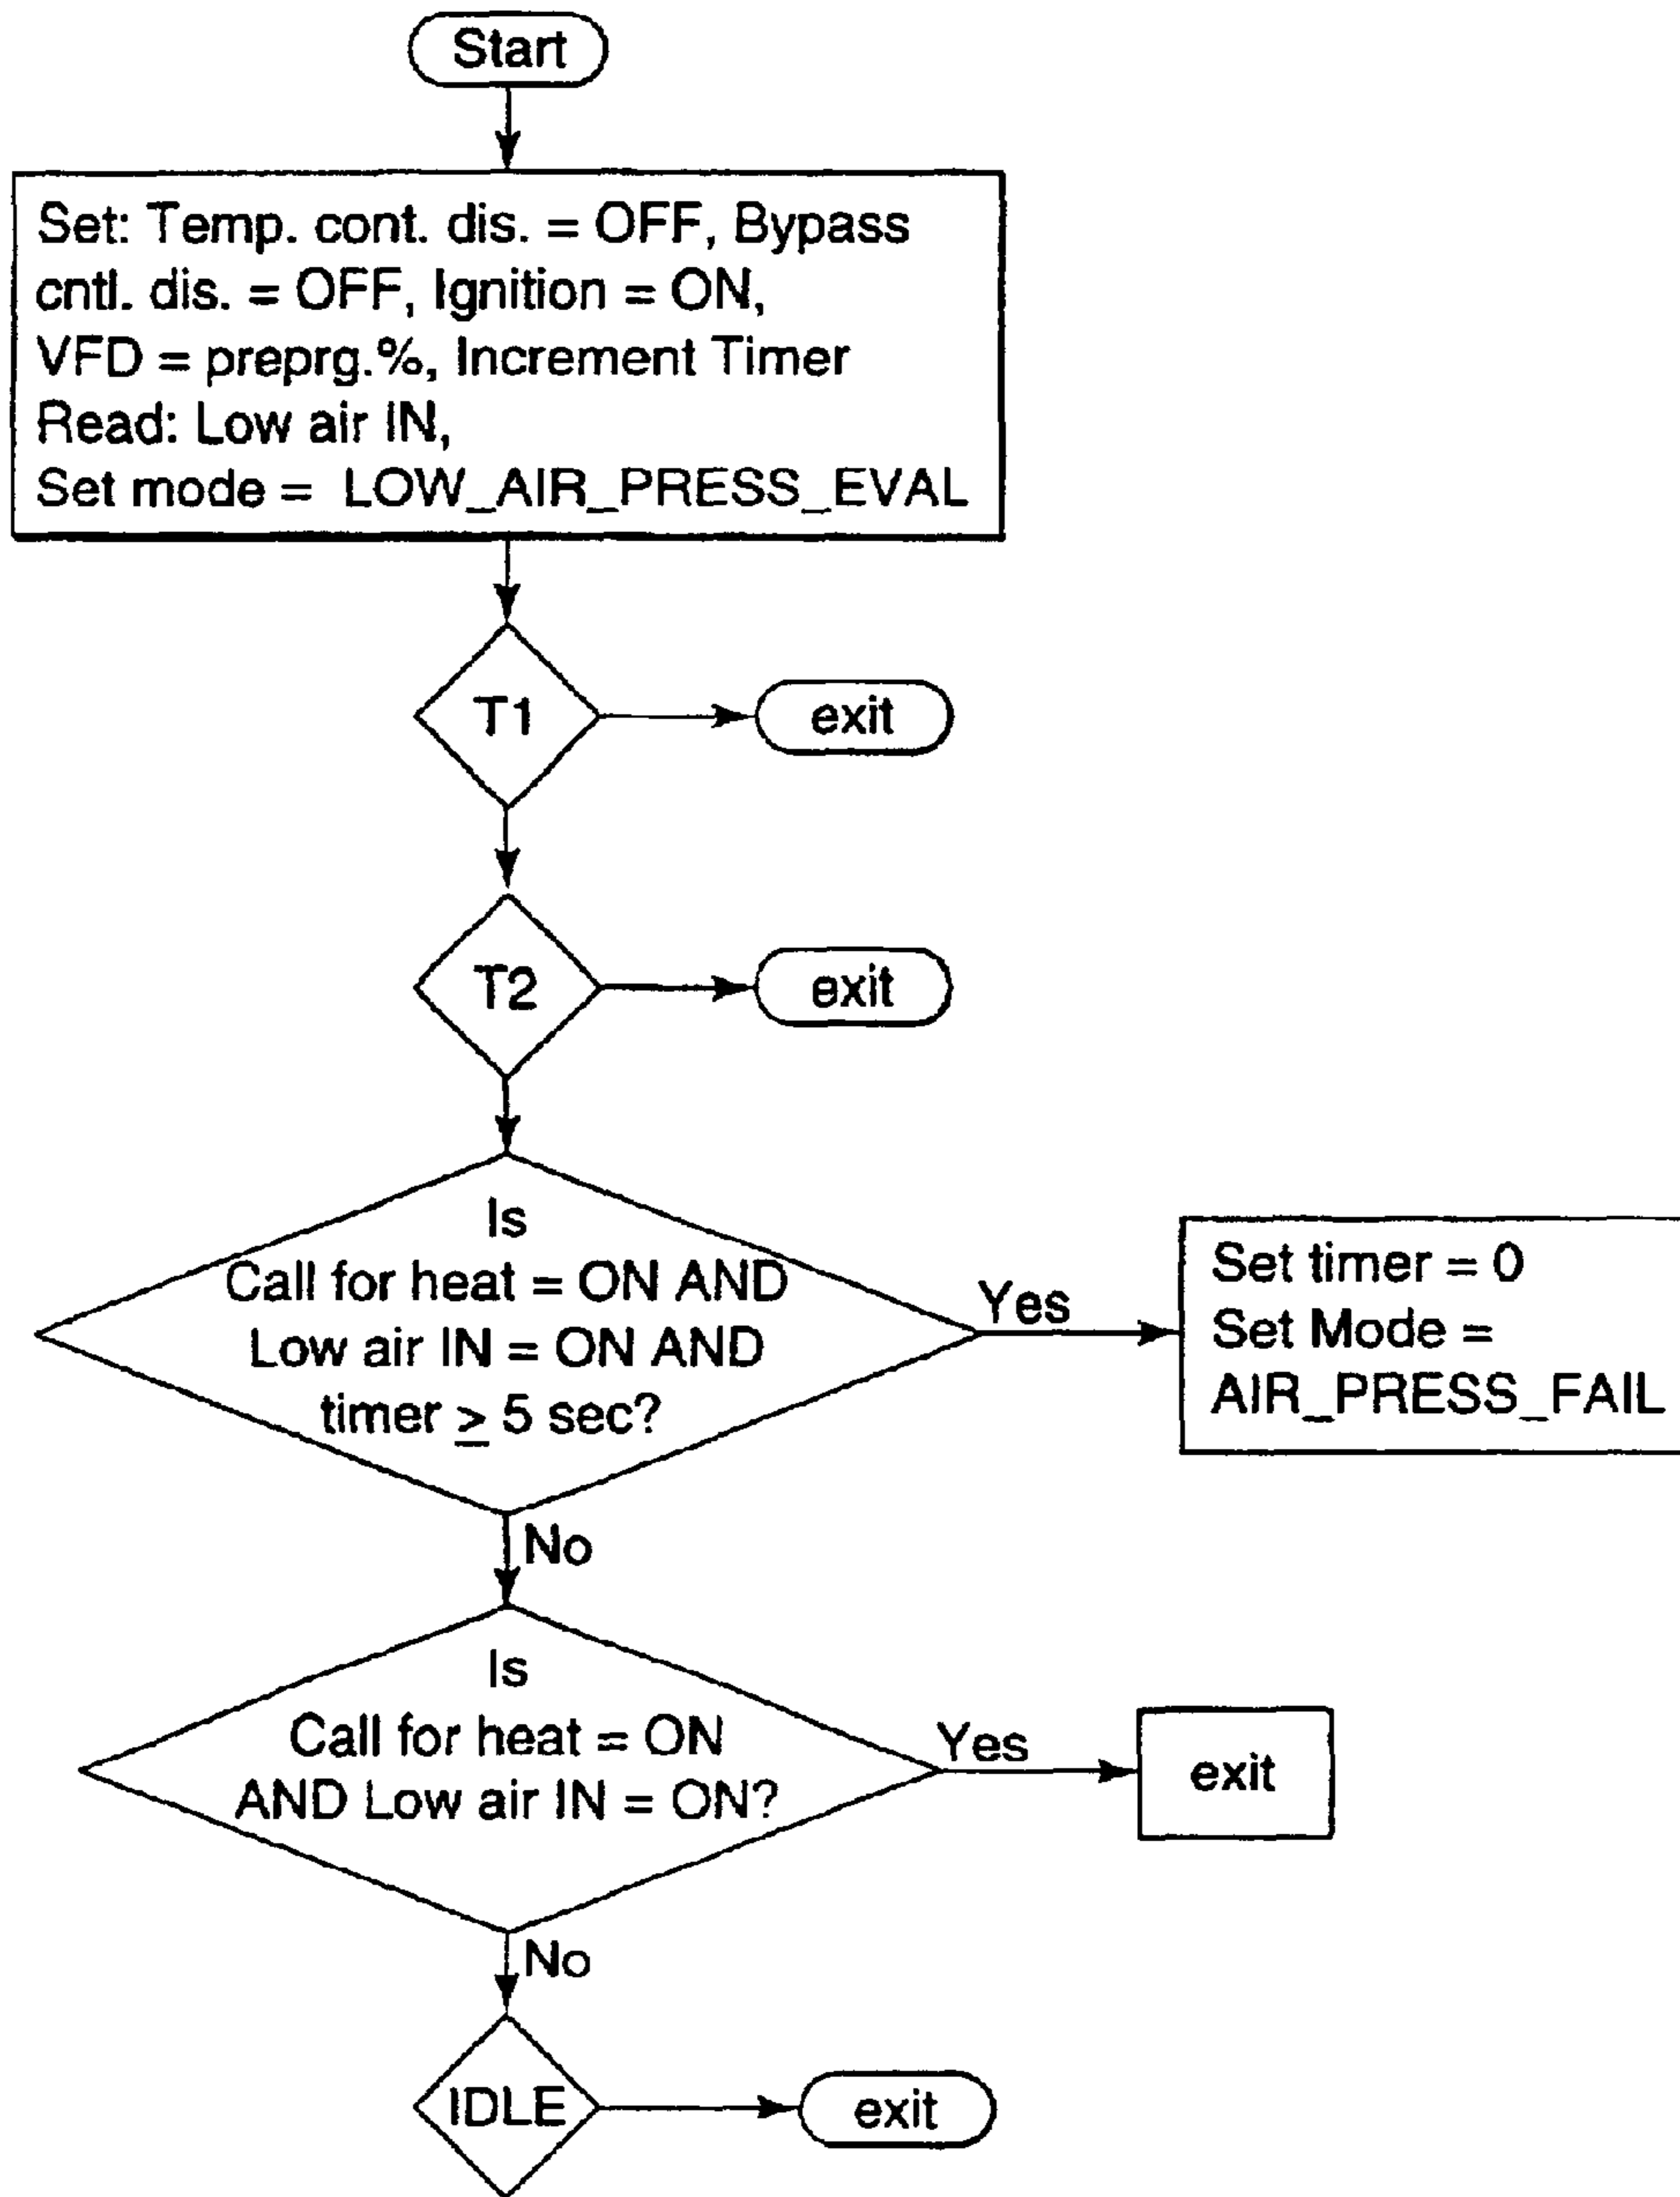 Start
Set: Temp. cont. dis. = OFF, Bypass
cntl. dis. = OFF, Ignition = ON,
VFD = preprg.%, Increment Timer
Read: Low air IN,
Set mode = LOW_AIR_PRESS_EVAL
T1
exit
T2
exit
Is
Call for heat = ON AND
Low air IN = ON AND
timer ≥ 5 sec?
Yes
Set timer = 0
Set Mode =
AIR_PRESS_FAIL
No
Is
Call for heat = ON
AND Low air IN = ON?
Yes
exit
No
IDLE
exit